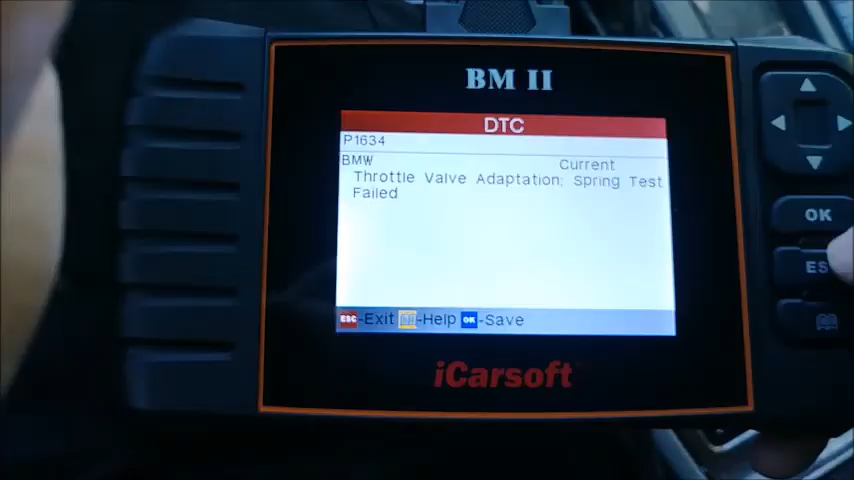 BM II
DTC
P1634
BMW Current
Throttle Valve Adaptation; Spring Test
Failed
ESC -Exit -Help OK -Save
iCarsoft
OK
ES